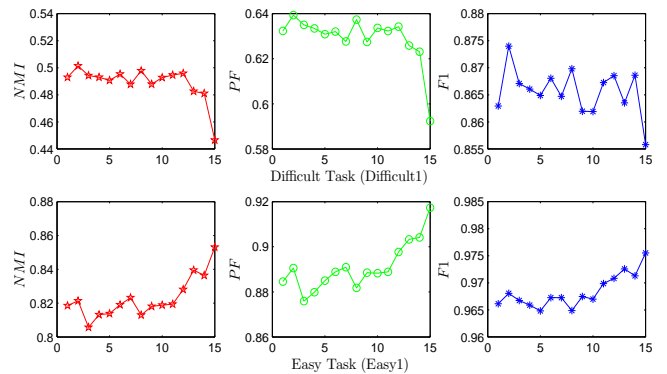 0.54
0.52
0.5
0.48
0.46
0.44
NMI
0 5 10 15
0.64
0.62
0.6
0.58
PF
0 5 10 15
Difficult Task (Difficult1)
0.88
0.875
0.87
0.865
0.86
0.855
F1
0 5 10 15
0.88
0.86
0.84
0.82
0.8
NMI
0 5 10 15
0.92
0.9
0.88
0.86
PF
0 5 10 15
Easy Task (Easy1)
0.985
0.98
0.975
0.97
0.965
0.96
F1
0 5 10 15